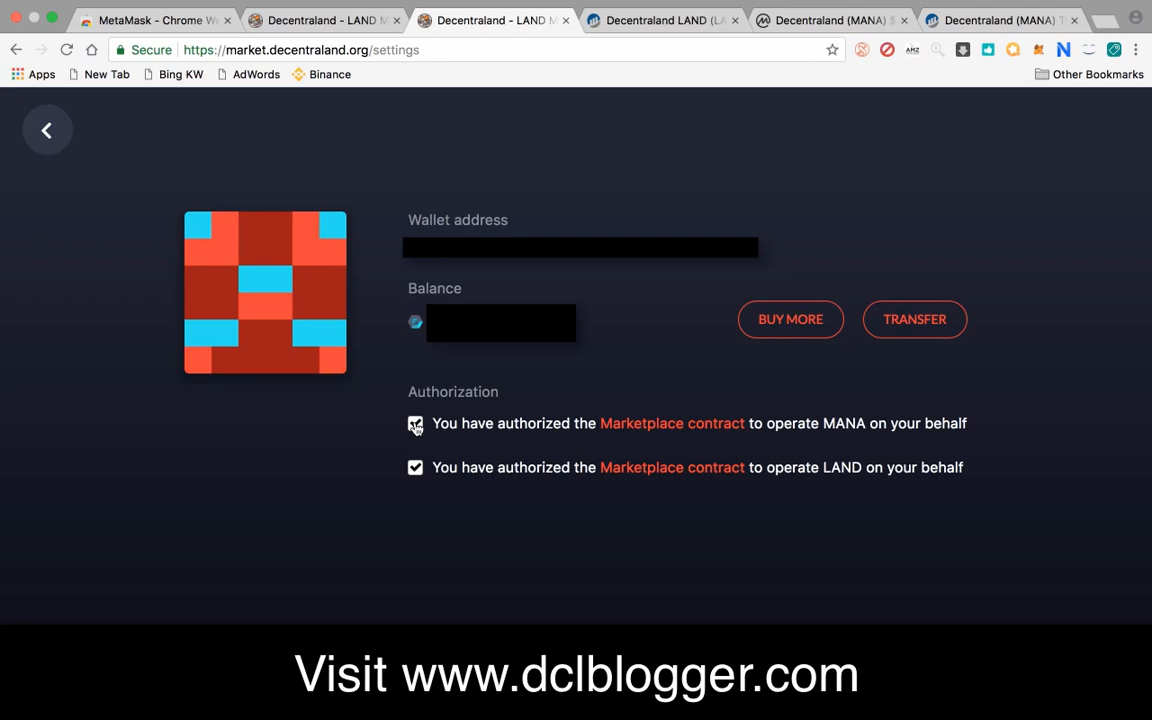 MetaMask - Chrome We
Decentraland - LAND M
Decentraland - LAND M
Decentraland LAND (LA
Decentraland (MANA) $
Decentraland (MANA) T
Secure
https://market.decentraland.org/settings
Apps
New Tab
Bing KW
AdWords
Binance
Other Bookmarks
Wallet address
Balance
BUY MORE
TRANSFER
Authorization
You have authorized the Marketplace contract to operate MANA on your behalf
You have authorized the Marketplace contract to operate LAND on your behalf
Visit www.dclblogger.com